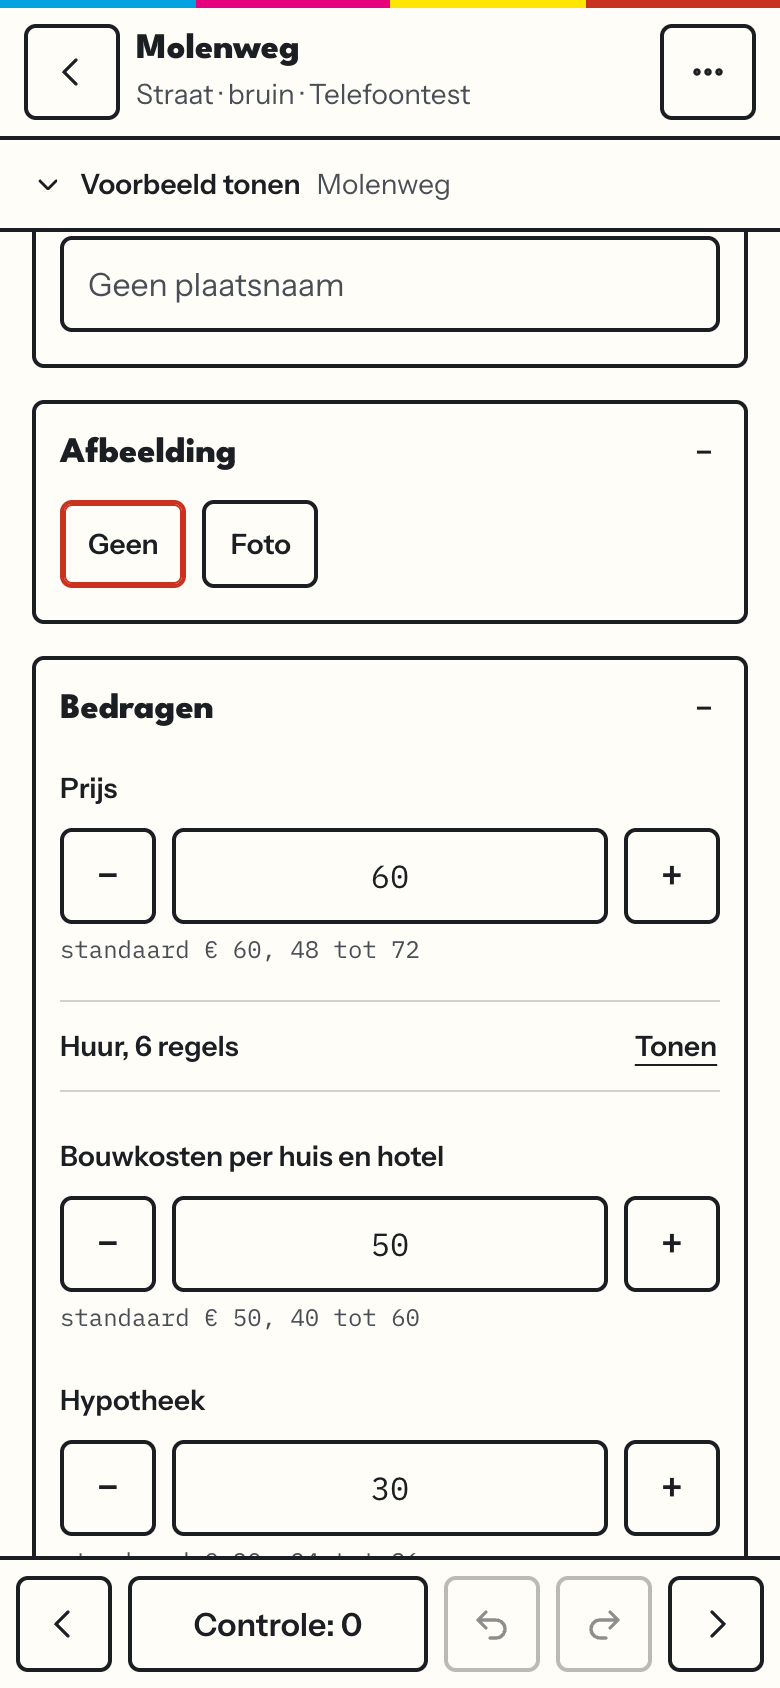 Molenweg
Straat · bruin · Telefoontest
Voorbeeld tonen Molenweg
Geen plaatsnaam
Afbeelding
Geen Foto
Bedragen
Prijs
− 60 +
standaard € 60, 48 tot 72
Huur, 6 regels Tonen
Bouwkosten per huis en hotel
− 50 +
standaard € 50, 40 tot 60
Hypotheek
− 30 +
Controle: 0